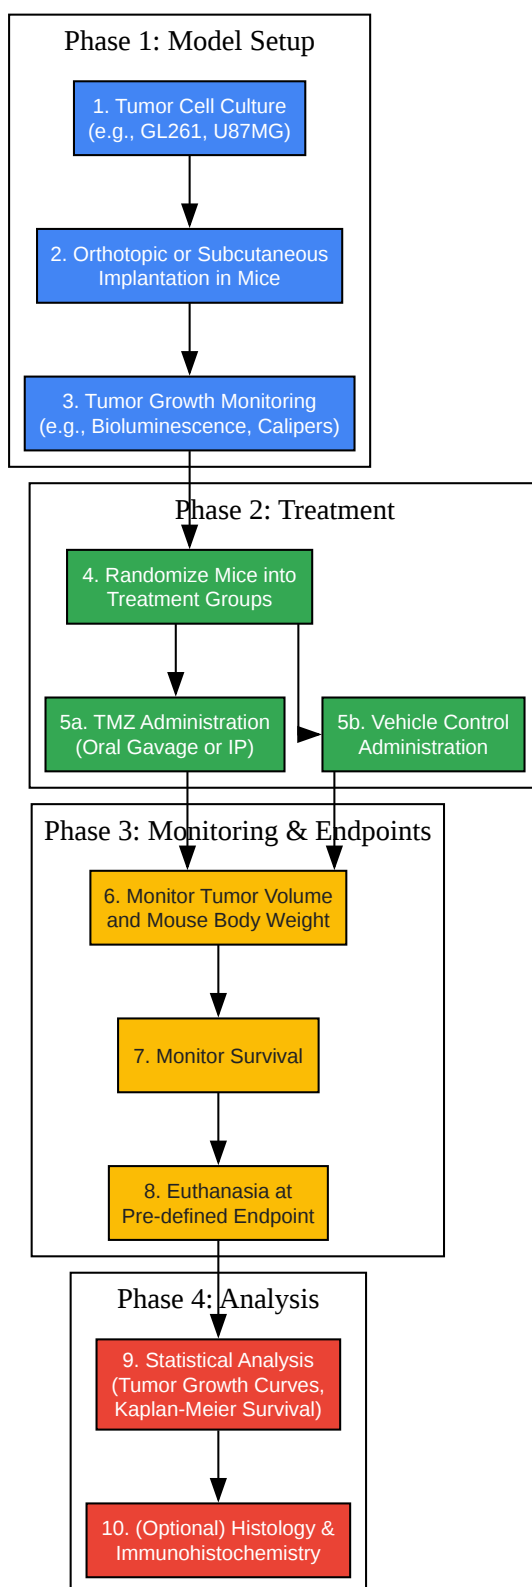 Phase 1: Model Setup
1. Tumor Cell Culture
(e.g., GL261, U87MG)
2. Orthotopic or Subcutaneous
Implantation in Mice
3. Tumor Growth Monitoring
(e.g., Bioluminescence, Calipers)
Phase 2: Treatment
4. Randomize Mice into
Treatment Groups
5a. TMZ Administration
(Oral Gavage or IP)
5b. Vehicle Control
Administration
Phase 3: Monitoring & Endpoints
6. Monitor Tumor Volume
and Mouse Body Weight
7. Monitor Survival
8. Euthanasia at
Pre-defined Endpoint
Phase 4: Analysis
9. Statistical Analysis
(Tumor Growth Curves,
Kaplan-Meier Survival)
10. (Optional) Histology &
Immunohistochemistry